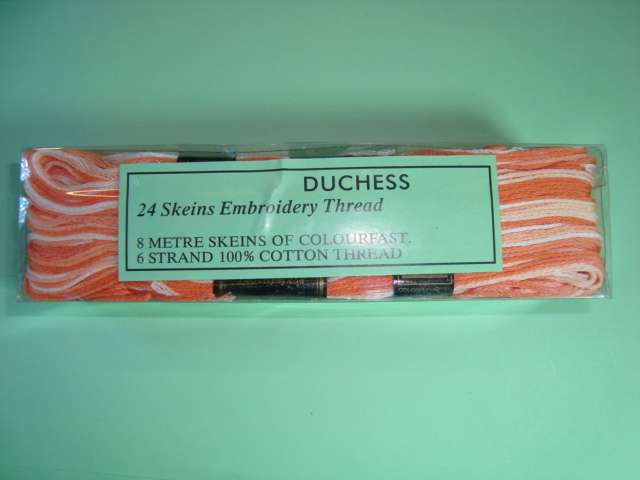 DUCHESS
24 Skeins Embroidery Thread
8 METRE SKEINS OF COLOURFAST.
6 STRAND 100% COTTON THREAD